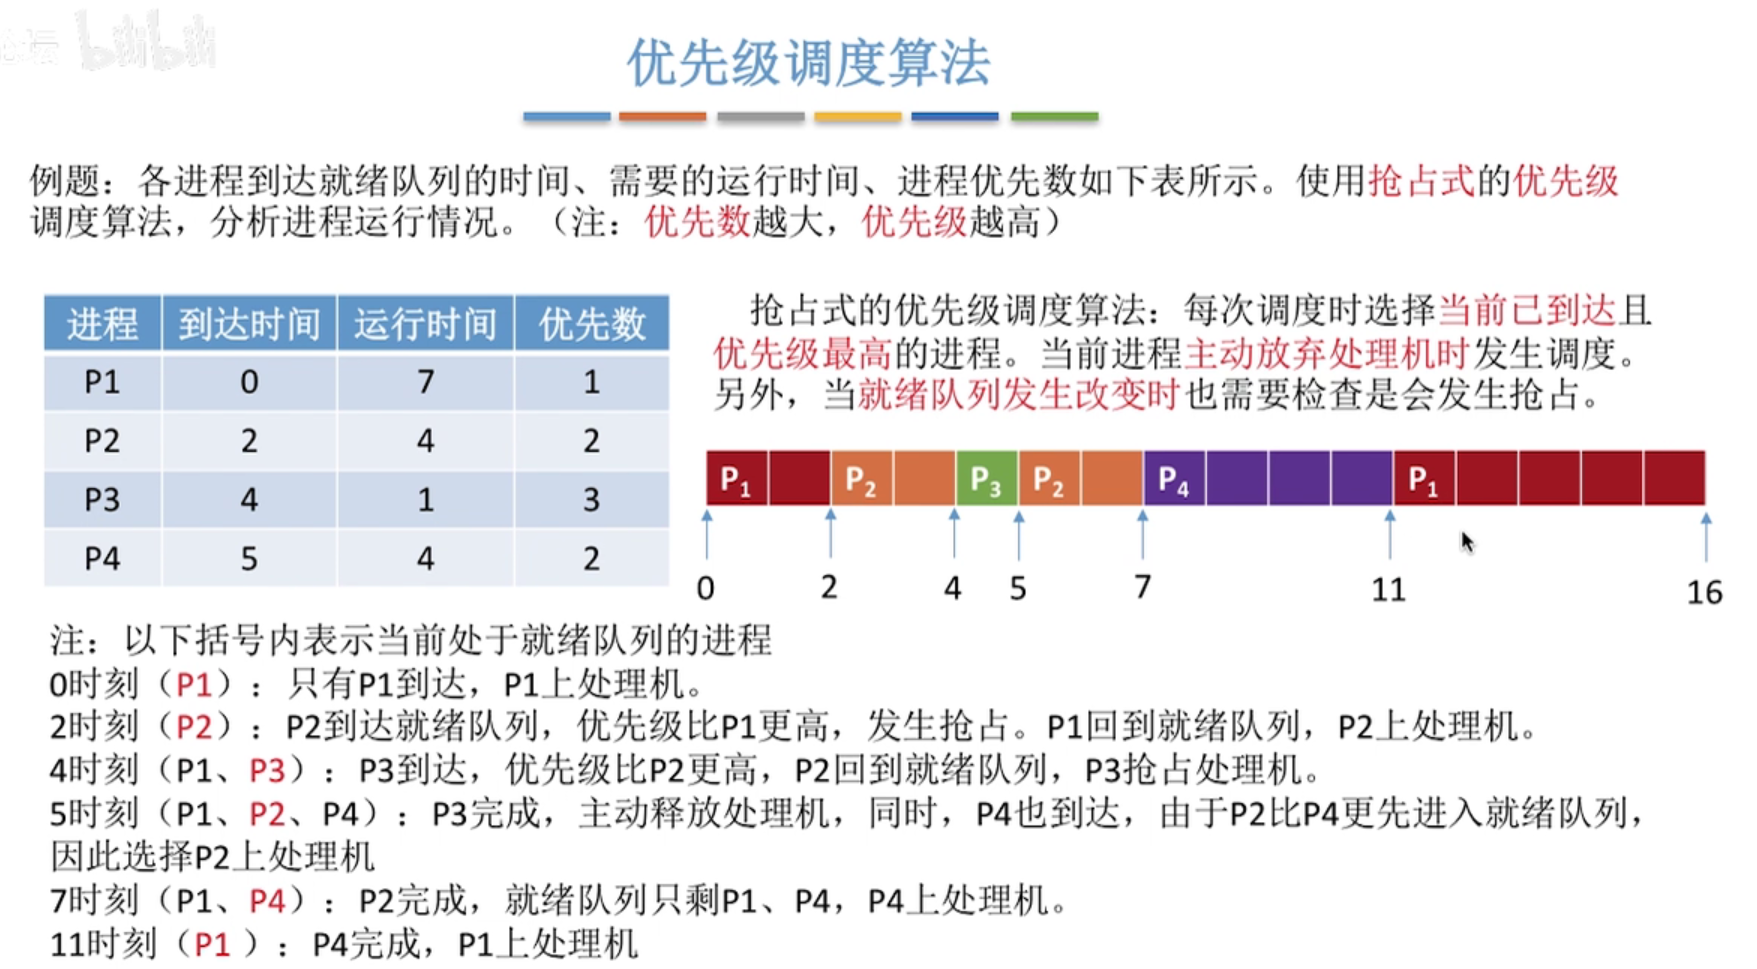 坛 bilibili
优先级调度算法
例题：各进程到达就绪队列的时间、需要的运行时间、进程优先数如下表所示。使用抢占式的优先级
调度算法，分析进程运行情况。（注：优先数越大，优先级越高）
进程 到达时间 运行时间 优先数
P1 0 7 1
P2 2 4 2
P3 4 1 3
P4 5 4 2
抢占式的优先级调度算法：每次调度时选择当前已到达且
优先级最高的进程。当前进程主动放弃处理机时发生调度。
另外，当就绪队列发生改变时也需要检查是会发生抢占。
P1 P2 P3 P2 P4 P1
0 2 4 5 7 11 16
注：以下括号内表示当前处于就绪队列的进程
0时刻（P1）：只有P1到达，P1上处理机。
2时刻（P2）：P2到达就绪队列，优先级比P1更高，发生抢占。P1回到就绪队列，P2上处理机。
4时刻（P1、P3）：P3到达，优先级比P2更高，P2回到就绪队列，P3抢占处理机。
5时刻（P1、P2、P4）：P3完成，主动释放处理机，同时，P4也到达，由于P2比P4更先进入就绪队列，
因此选择P2上处理机
7时刻（P1、P4）：P2完成，就绪队列只剩P1、P4，P4上处理机。
11时刻（P1 ）：P4完成，P1上处理机